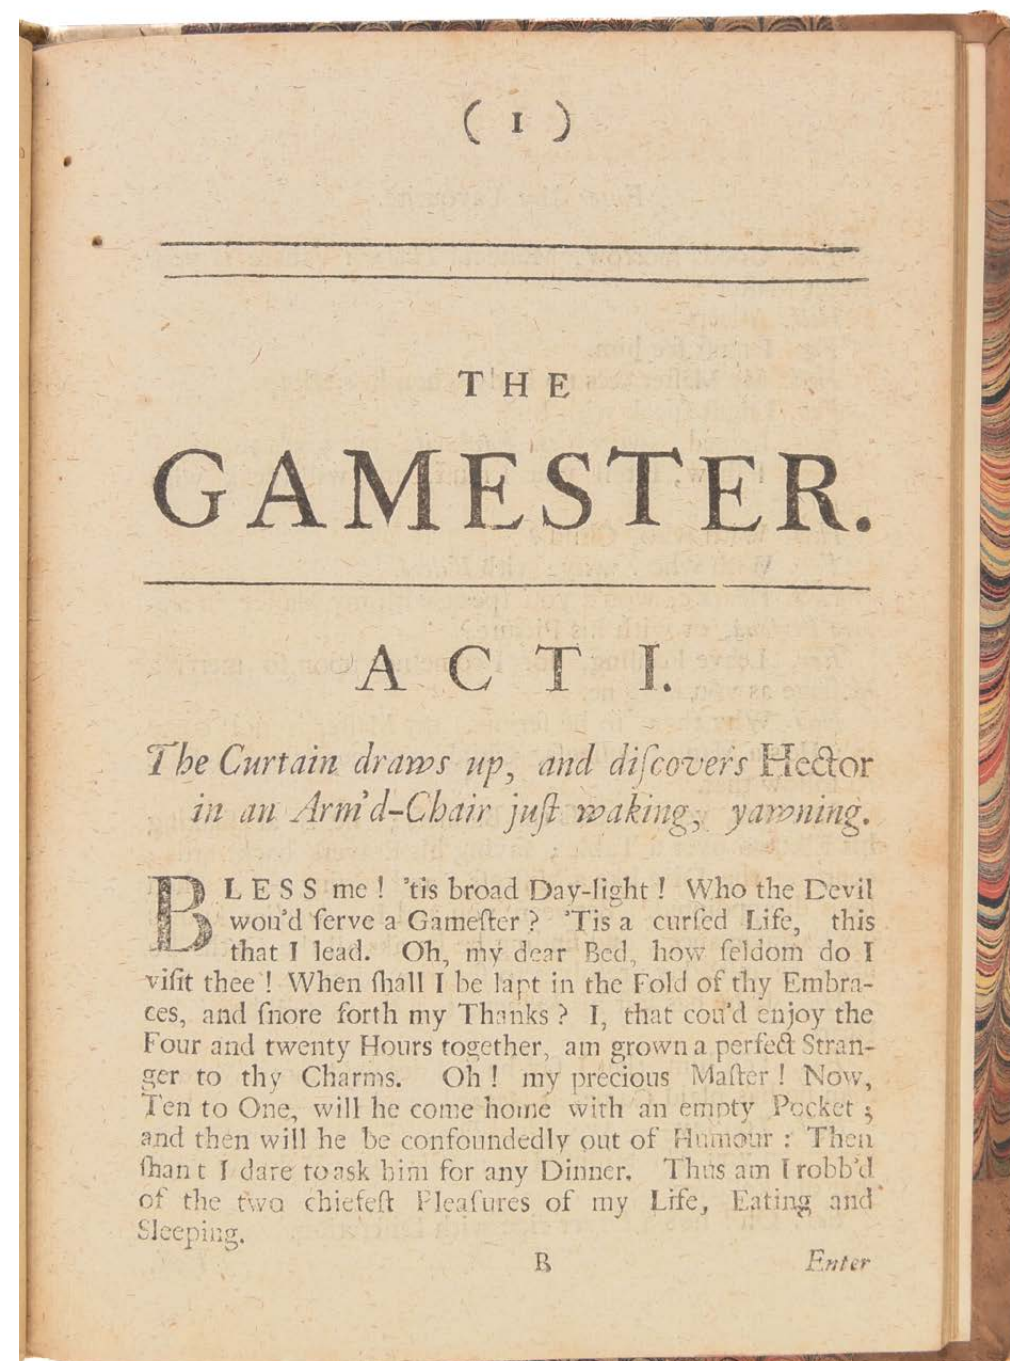 ( 1 )
THE
GAMESTER.
ACT I.
The Curtain draws up, and diſcovers Hector
in an Arm'd-Chair juſt waking, yawning.
BLESS me ! 'tis broad Day-light ! Who the Devil
wou'd ſerve a Gameſter ? 'Tis a curſed Life, this
that I lead. Oh, my dear Bed, how ſeldom do I
viſit thee ! When ſhall I be lapt in the Fold of thy Embra-
ces, and ſnore forth my Thanks ? I, that cou'd enjoy the
Four and twenty Hours together, am grown a perfect Stran-
ger to thy Charms. Oh ! my precious Maſter ! Now,
Ten to One, will he come home with an empty Pocket ;
and then will he be confoundedly out of Humour : Then
ſhan t I dare to ask him for any Dinner. Thus am I robb'd
of the two chiefeſt Pleaſures of my Life, Eating and
Sleeping.
B Enter